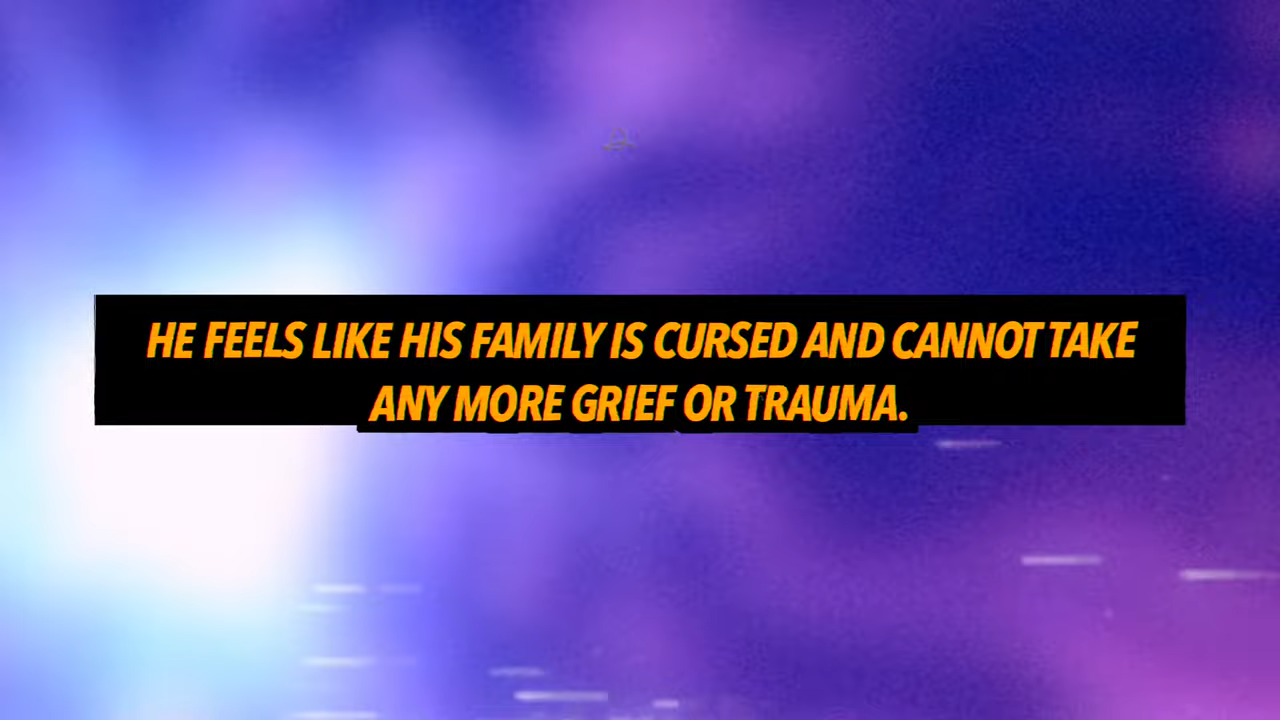 HE FEELS LIKE HIS FAMILY IS CURSED AND CANNOT TAKE
ANY MORE GRIEF OR TRAUMA.